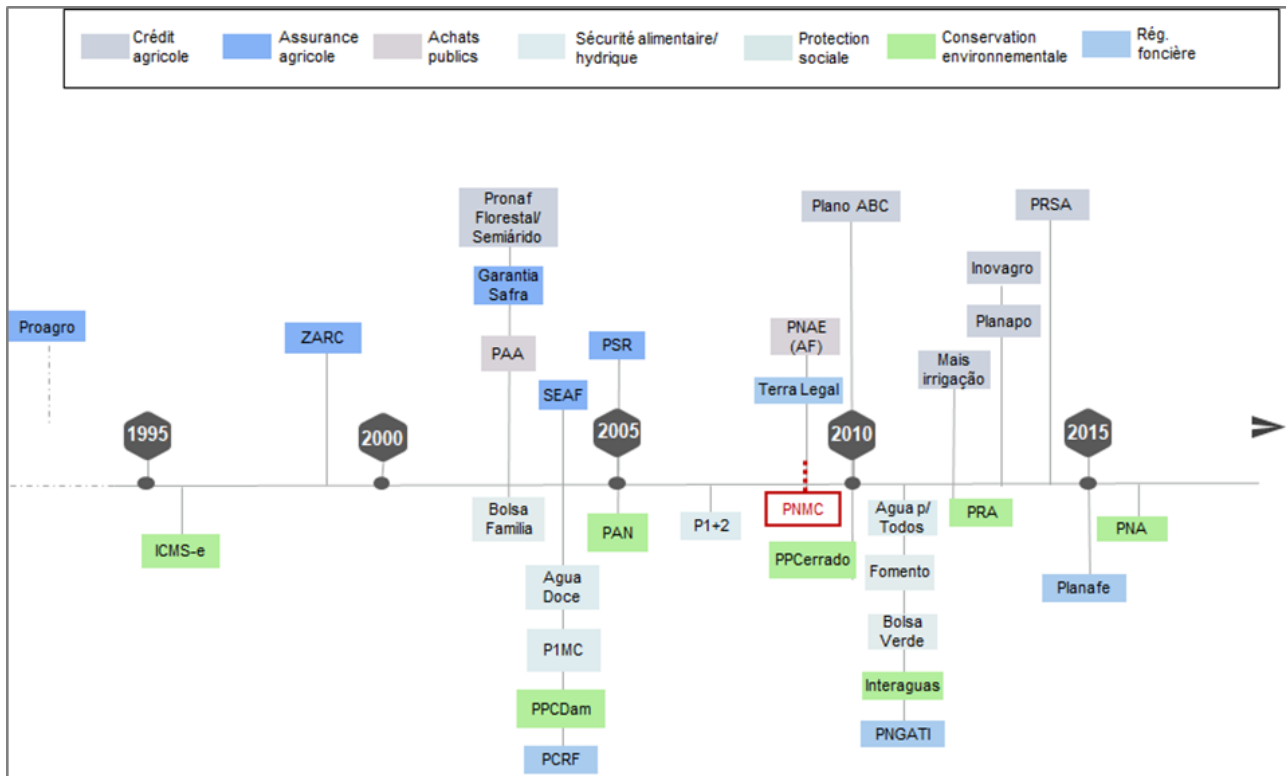 Crédit
agricole
Assurance
agricole
Achats
publics
Sécurité alimentaire/
hydrique
Protection
sociale
Conservation
environnementale
Rég.
foncière
Pronaf
Florestal/
Semiárido
Plano ABC
PRSA
Garantia
Safra
Inovagro
Proagro
ZARC
PAA
PSR
PNAE
(AF)
Planapo
SEAF
Terra Legal
Mais
irrigação
1995
2000
2005
2010
2015
ICMS-e
Bolsa
Familia
PAN
P1+2
PNMC
PPCerrado
Agua p/
Todos
PRA
PNA
Agua
Doce
Fomento
Planafe
P1MC
Bolsa
Verde
PPCDam
Interaguas
PCRF
PNGATI